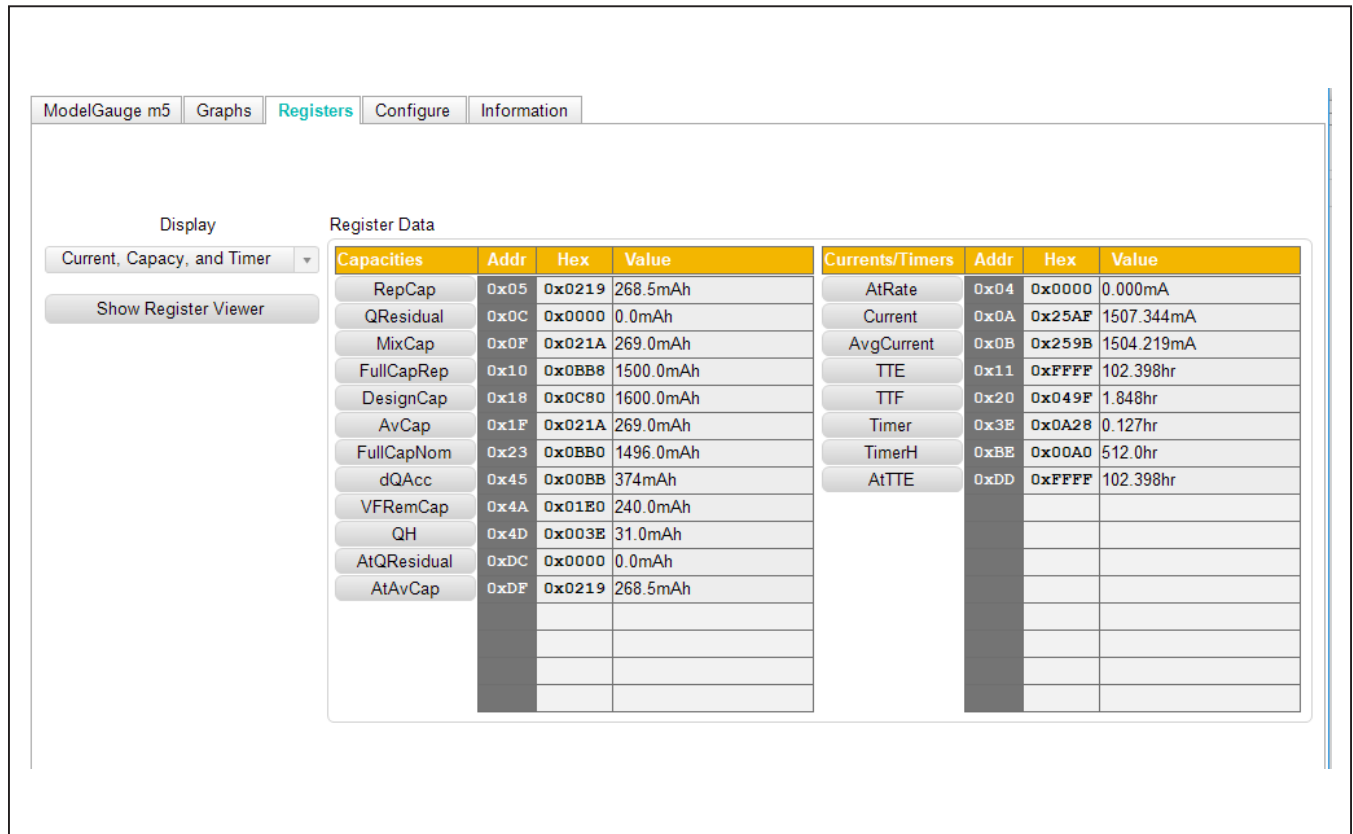 ModelGauge m5 Graphs Registers Configure Information
Display
Register Data
Current, Capacy, and Timer
Show Register Viewer
Capacities Addr Hex Value
RepCap 0x05 0x0219 268.5mAh
QResidual 0x0C 0x0000 0.0mAh
MixCap 0x0F 0x021A 269.0mAh
FullCapRep 0x10 0x0BB8 1500.0mAh
DesignCap 0x18 0x0C80 1600.0mAh
AvCap 0x1F 0x021A 269.0mAh
FullCapNom 0x23 0x0BB0 1496.0mAh
dQAcc 0x45 0x00BB 374mAh
VFRemCap 0x4A 0x01E0 240.0mAh
QH 0x4D 0x003E 31.0mAh
AtQResidual 0xDC 0x0000 0.0mAh
AtAvCap 0xDF 0x0219 268.5mAh
Currents/Timers Addr Hex Value
AtRate 0x04 0x0000 0.000mA
Current 0x0A 0x25AF 1507.344mA
AvgCurrent 0x0B 0x259B 1504.219mA
TTE 0x11 0xFFFF 102.398hr
TTF 0x20 0x049F 1.848hr
Timer 0x3E 0x0A28 0.127hr
TimerH 0xBE 0x00A0 512.0hr
AtTTE 0xDD 0xFFFF 102.398hr